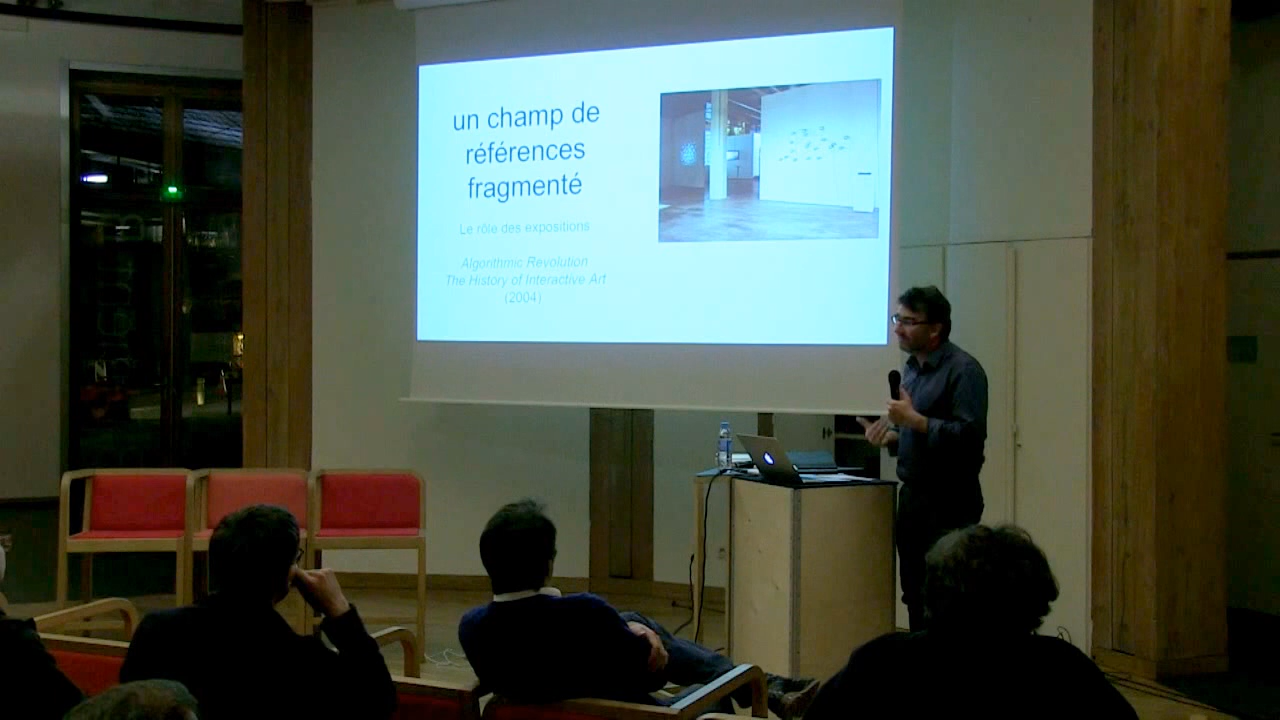 un champ de
références
fragmenté
Le rôle des expositions
Algorithmic Revolution
The History of Interactive Art
(2004)